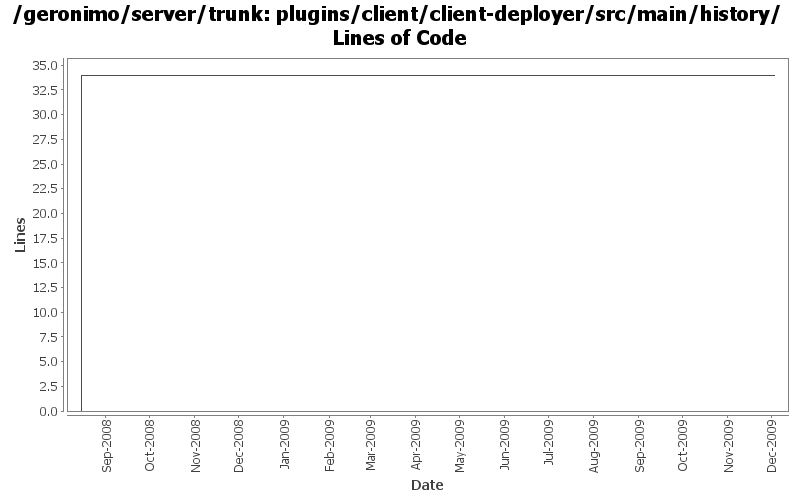 /geronimo/server/trunk: plugins/client/client-deployer/src/main/history/
Lines of Code
35.0
32.5
30.0
27.5
25.0
22.5
20.0
17.5
15.0
12.5
10.0
7.5
5.0
2.5
0.0
Lines
Sep-2008
Oct-2008
Nov-2008
Dec-2008
Jan-2009
Feb-2009
Mar-2009
Apr-2009
May-2009
Jun-2009
Jul-2009
Aug-2009
Sep-2009
Oct-2009
Nov-2009
Dec-2009
Date